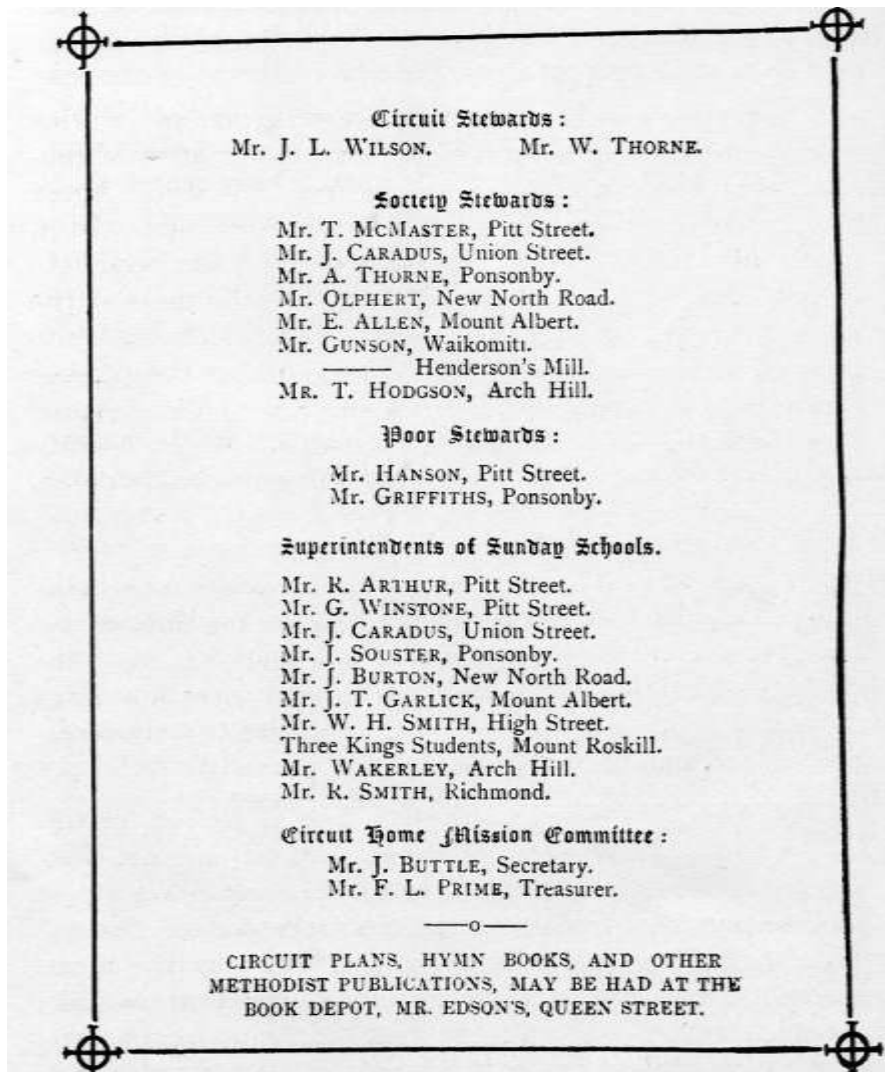 Circuit Stewards:
Mr. J. L. WILSON. Mr. W. THORNE.
Society Stewards:
Mr. T. MCMASTER, Pitt Street.
Mr. J. CARADUS, Union Street.
Mr. A. THORNE, Ponsonby.
Mr. OLPHERT, New North Road.
Mr. E. ALLEN, Mount Albert.
Mr. GUNSON, Waikomiti.
——— Henderson's Mill.
MR. T. HODGSON, Arch Hill.
Poor Stewards:
Mr. HANSON, Pitt Street.
Mr. GRIFFITHS, Ponsonby.
Superintendents of Sunday Schools.
Mr. R. ARTHUR, Pitt Street.
Mr. G. WINSTONE, Pitt Street.
Mr. J. CARADUS, Union Street.
Mr. J. SOUSTER, Ponsonby.
Mr. J. BURTON, New North Road.
Mr. J. T. GARLICK, Mount Albert.
Mr. W. H. SMITH, High Street.
Three Kings Students, Mount Roskill.
Mr. WAKERLEY, Arch Hill.
Mr. R. SMITH, Richmond.
Circuit Home Mission Committee:
Mr. J. BUTTLE, Secretary.
Mr. F. L. PRIME, Treasurer.
——o——
CIRCUIT PLANS, HYMN BOOKS, AND OTHER
METHODIST PUBLICATIONS, MAY BE HAD AT THE
BOOK DEPOT, MR. EDSON'S, QUEEN STREET.